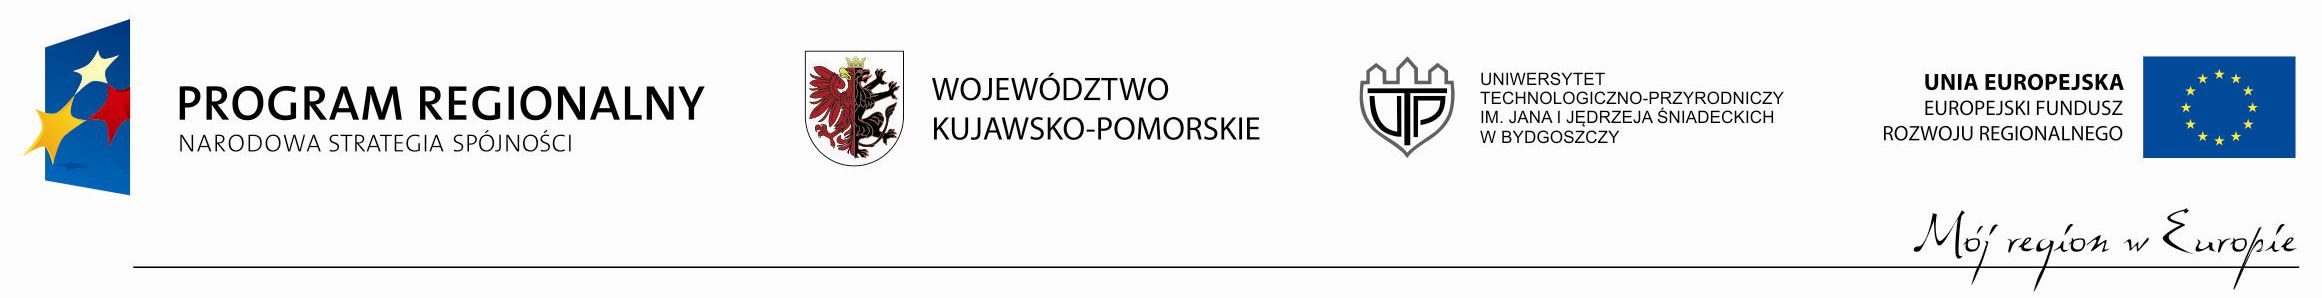 PROGRAM REGIONALNY
NARODOWA STRATEGIA SPÓJNOŚCI
WOJEWÓDZTWO
KUJAWSKO-POMORSKIE
UTP
UNIWERSYTET
TECHNOLOGICZNO-PRZYRODNICZY
IM. JANA I JĘDRZEJA ŚNIADECKICH
W BYDGOSZCZY
UNIA EUROPEJSKA
EUROPEJSKI FUNDUSZ
ROZWOJU REGIONALNEGO
Mój region w Europie